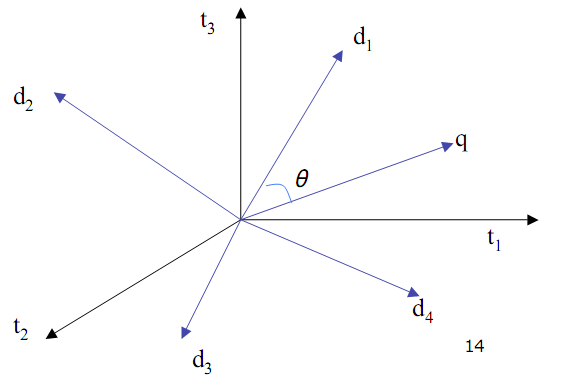 t₃
d₁
d₂
q
θ
t₁
d₄
t₂
14
d₃